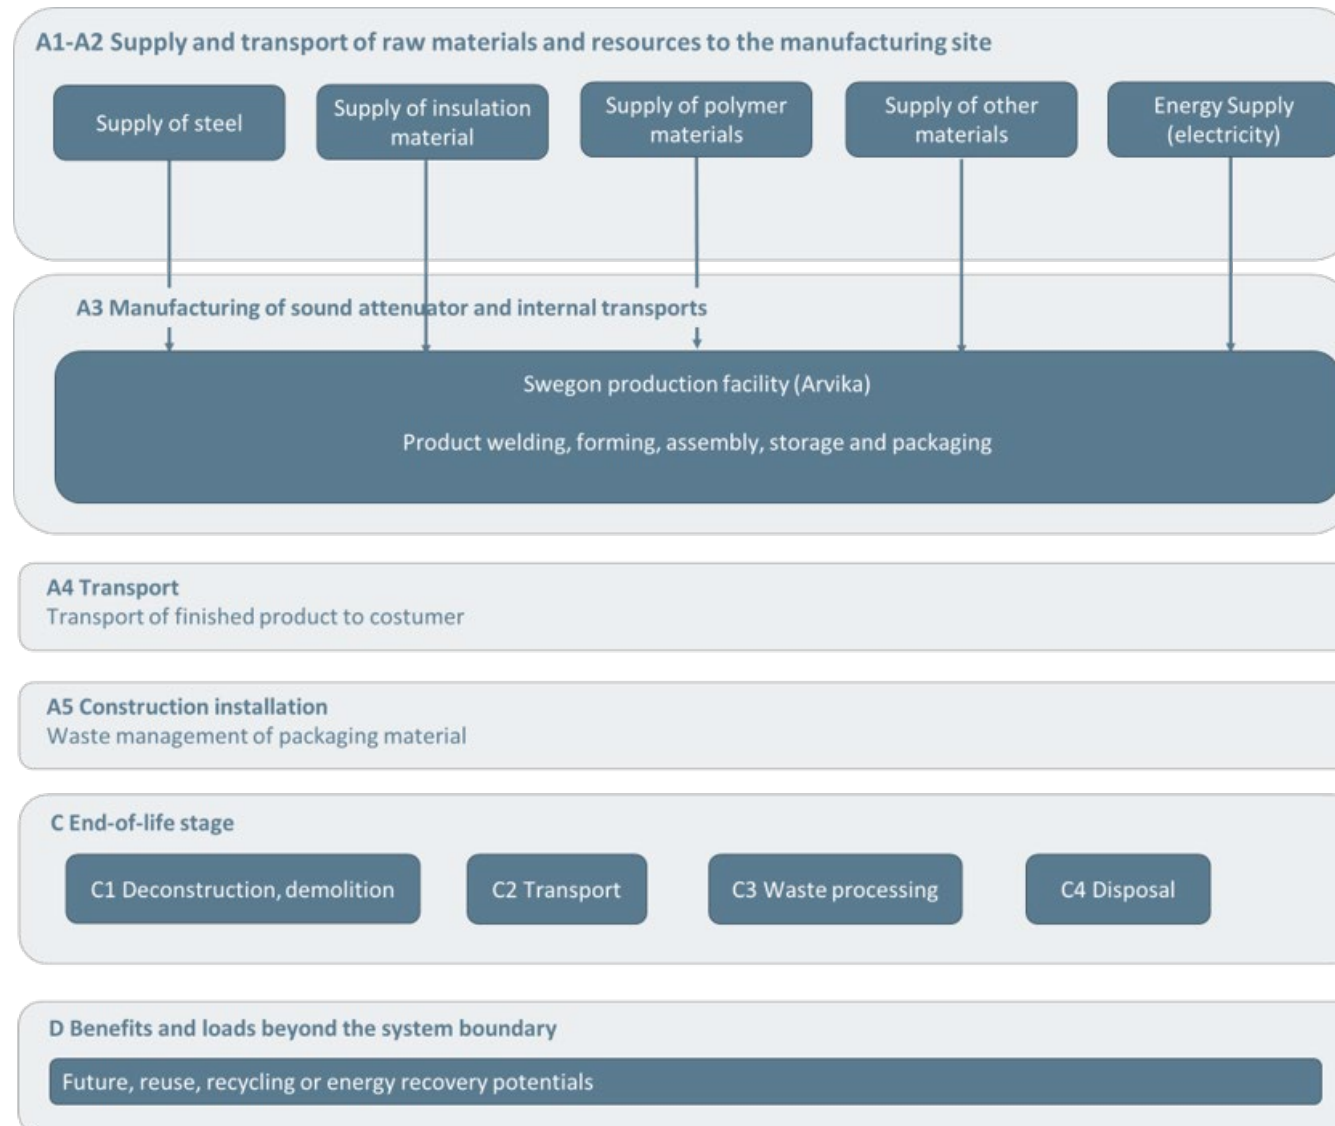 A1-A2 Supply and transport of raw materials and resources to the manufacturing site
Supply of steel
Supply of insulation
material
Supply of polymer
materials
Supply of other
materials
Energy Supply
(electricity)
A3 Manufacturing of sound attenuator and internal transports
Swegon production facility (Arvika)
Product welding, forming, assembly, storage and packaging
A4 Transport
Transport of finished product to costumer
A5 Construction installation
Waste management of packaging material
C End-of-life stage
C1 Deconstruction, demolition
C2 Transport
C3 Waste processing
C4 Disposal
D Benefits and loads beyond the system boundary
Future, reuse, recycling or energy recovery potentials